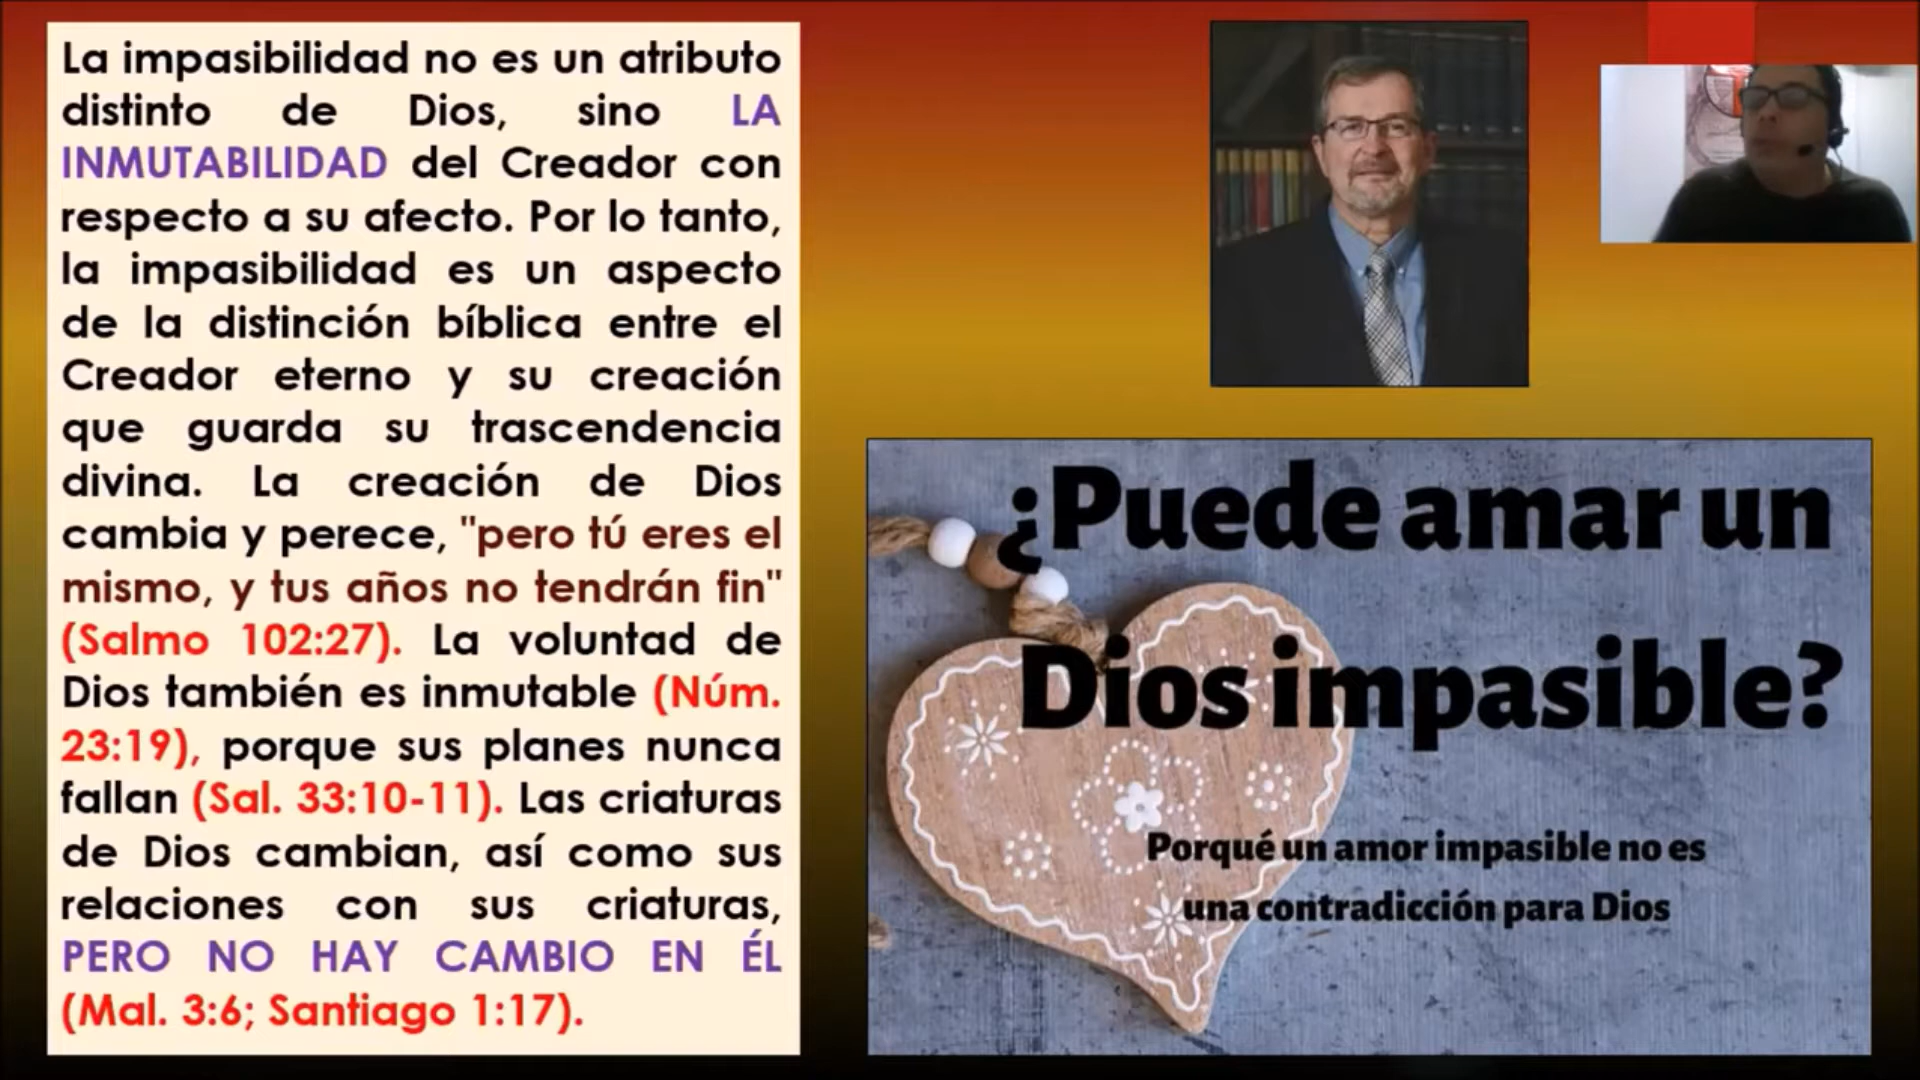 La impasibilidad no es un atributo
distinto de Dios, sino LA
INMUTABILIDAD del Creador con
respecto a su afecto. Por lo tanto,
la impasibilidad es un aspecto
de la distinción bíblica entre el
Creador eterno y su creación
que guarda su trascendencia
divina. La creación de Dios
cambia y perece, "pero tú eres el
mismo, y tus años no tendrán fin"
(Salmo 102:27). La voluntad de
Dios también es inmutable (Núm.
23:19), porque sus planes nunca
fallan (Sal. 33:10-11). Las criaturas
de Dios cambian, así como sus
relaciones con sus criaturas,
PERO NO HAY CAMBIO EN ÉL
(Mal. 3:6; Santiago 1:17).
¿Puede amar un
Dios impasible?
Porqué un amor impasible no es
una contradicción para Dios